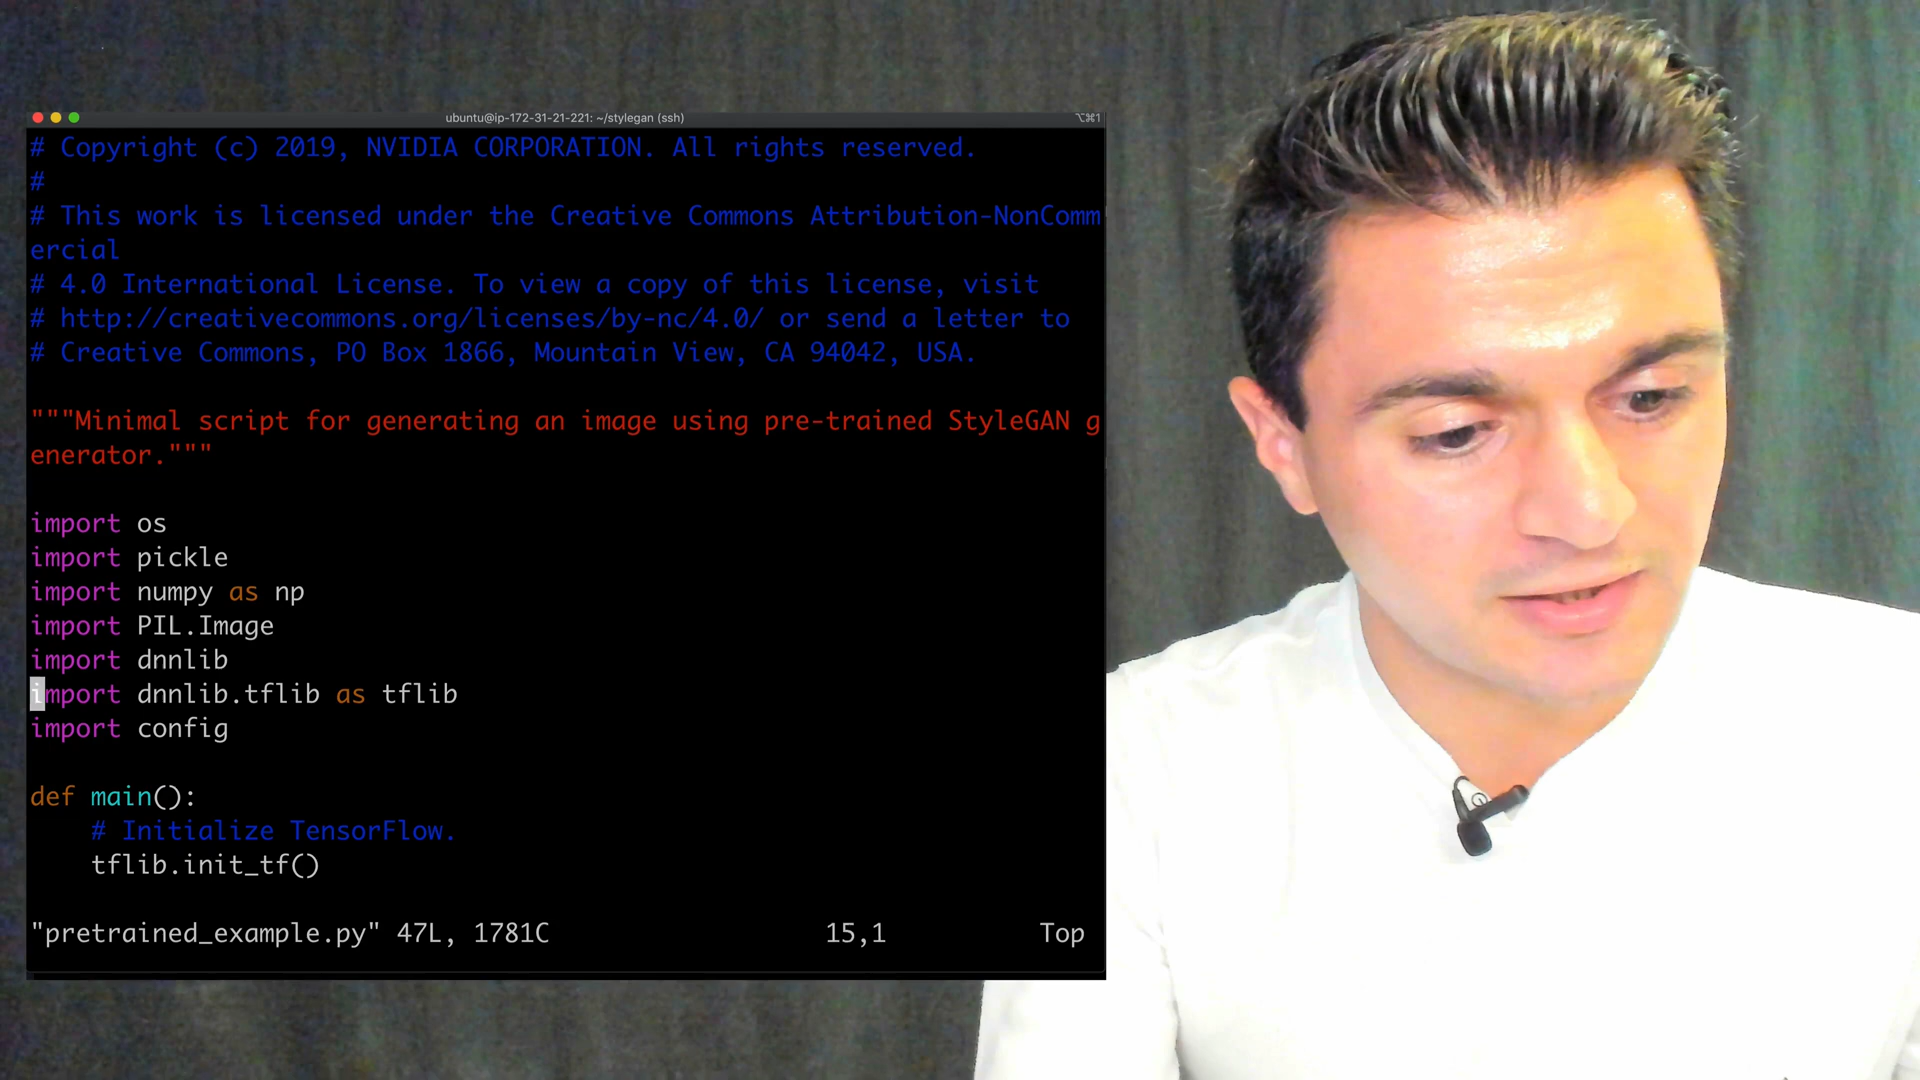 ubuntu@ip-172-31-21-221: ~/stylegan (ssh)
⌥⌘1
# Copyright (c) 2019, NVIDIA CORPORATION. All rights reserved.
#
# This work is licensed under the Creative Commons Attribution-NonComm
ercial
# 4.0 International License. To view a copy of this license, visit
# http://creativecommons.org/licenses/by-nc/4.0/ or send a letter to
# Creative Commons, PO Box 1866, Mountain View, CA 94042, USA.
"""Minimal script for generating an image using pre-trained StyleGAN g
enerator."""
import os
import pickle
import numpy as np
import PIL.Image
import dnnlib
import dnnlib.tflib as tflib
import config
def main():
# Initialize TensorFlow.
tflib.init_tf()
"pretrained_example.py" 47L, 1781C 15,1 Top